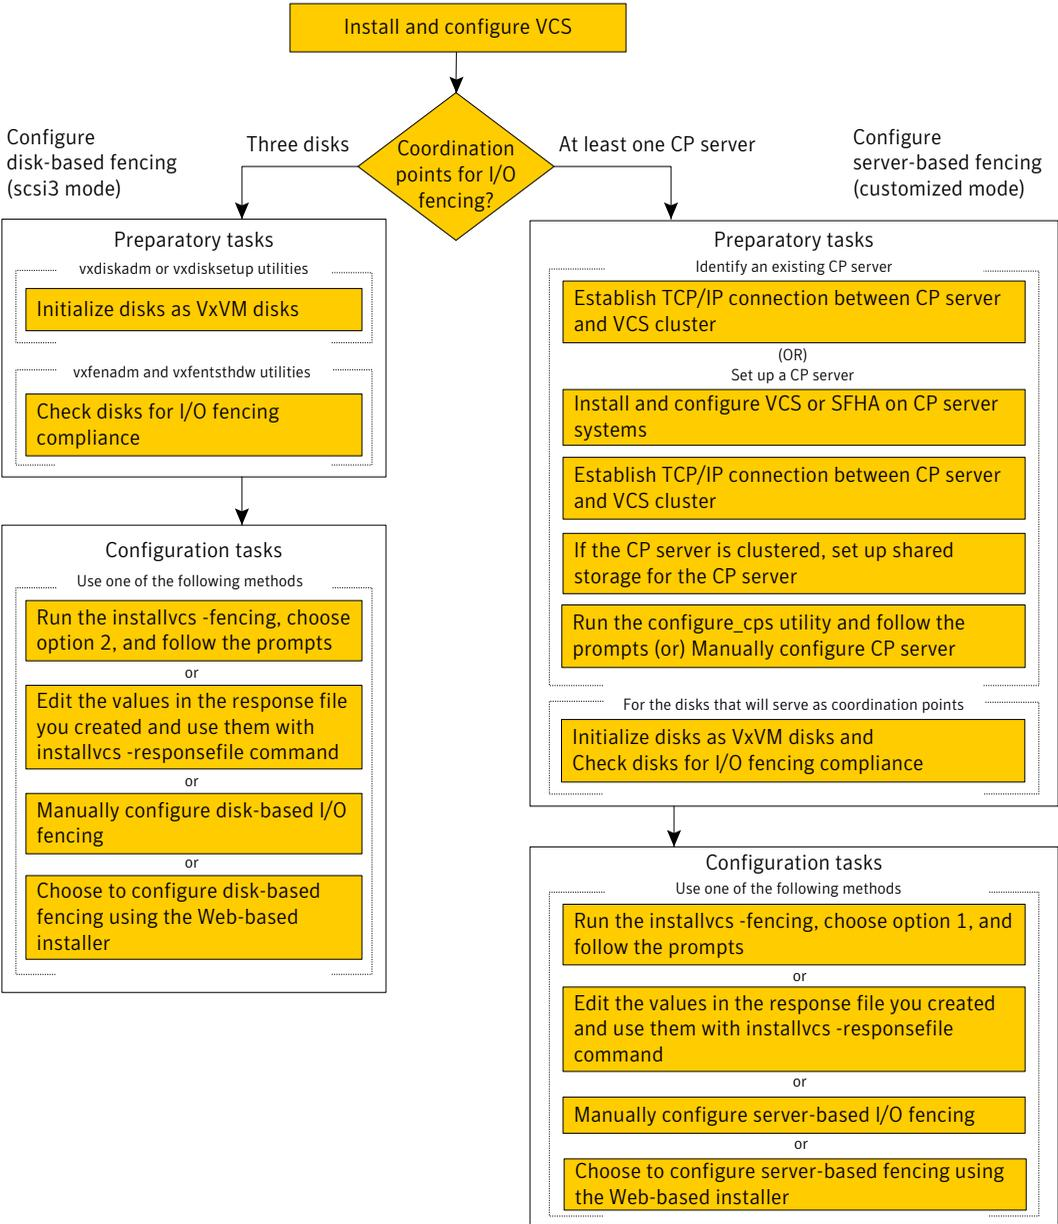 Install and configure VCS
Coordination
points for I/O
fencing?
Three disks
At least one CP server
Configure
disk-based fencing
(scsi3 mode)
Configure
server-based fencing
(customized mode)
Preparatory tasks
vxdiskadm or vxdisksetup utilities
Initialize disks as VxVM disks
vxfenadm and vxfentsthdw utilities
Check disks for I/O fencing
compliance
Configuration tasks
Use one of the following methods
Run the installvcs -fencing, choose
option 2, and follow the prompts
or
Edit the values in the response file
you created and use them with
installvcs -responsefile command
or
Manually configure disk-based I/O
fencing
or
Choose to configure disk-based
fencing using the Web-based
installer
Preparatory tasks
Identify an existing CP server
Establish TCP/IP connection between CP server
and VCS cluster
(OR)
Set up a CP server
Install and configure VCS or SFHA on CP server
systems
Establish TCP/IP connection between CP server
and VCS cluster
If the CP server is clustered, set up shared
storage for the CP server
Run the configure_cps utility and follow the
prompts (or) Manually configure CP server
For the disks that will serve as coordination points
Initialize disks as VxVM disks and
Check disks for I/O fencing compliance
Configuration tasks
Use one of the following methods
Run the installvcs -fencing, choose option 1, and
follow the prompts
or
Edit the values in the response file you created
and use them with installvcs -responsefile
command
or
Manually configure server-based I/O fencing
or
Choose to configure server-based fencing using
the Web-based installer